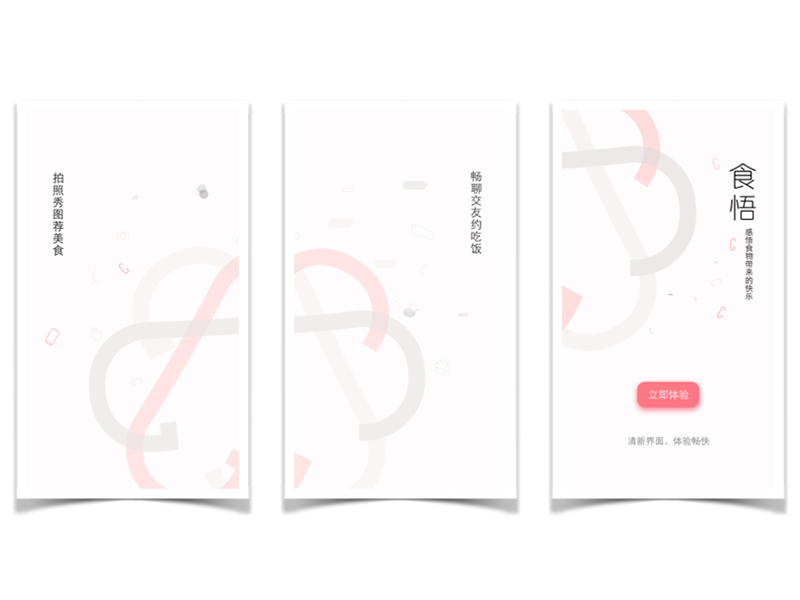 拍照秀图荐美食
畅聊交友约吃饭
食悟
感悟食物带来的快乐
立即体验
清新界面，体验畅快